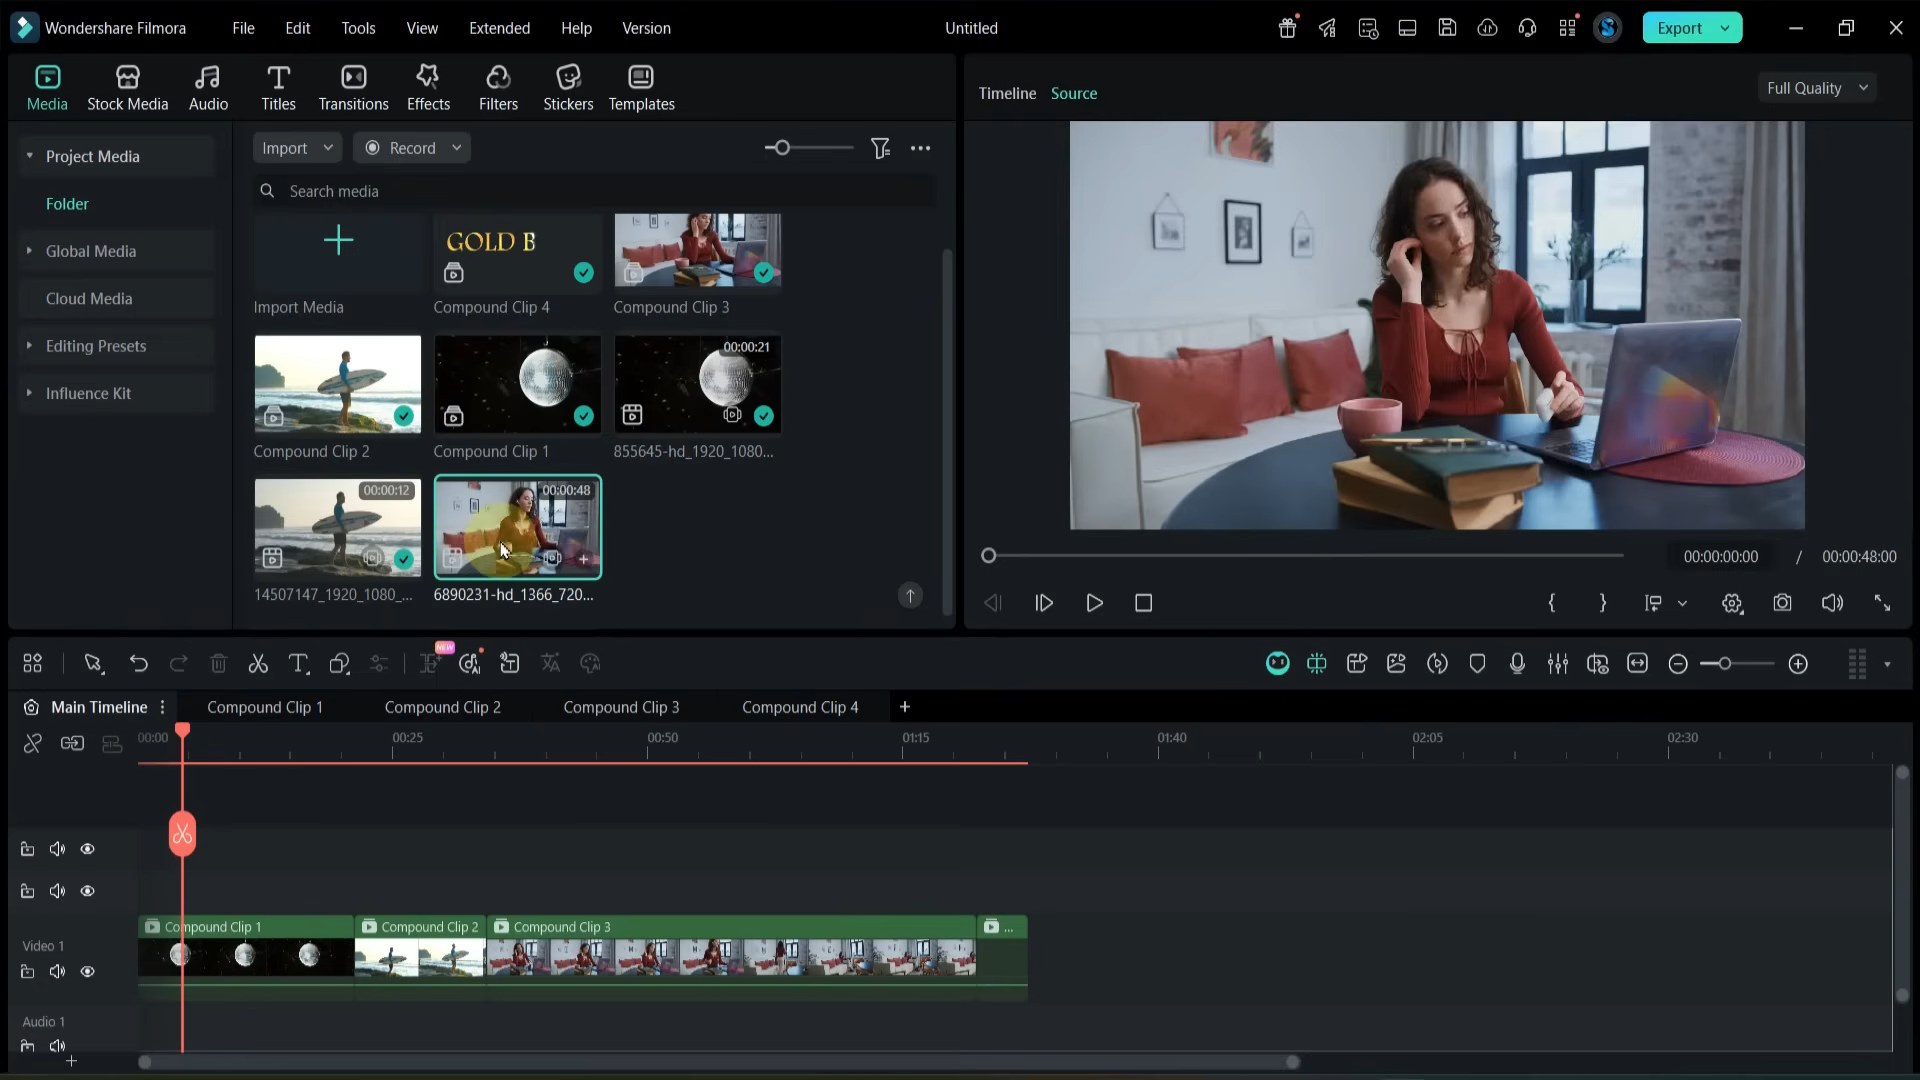 Wondershare Filmora File Edit Tools View Extended Help Version Untitled Export
Media Stock Media Audio Titles Transitions Effects Filters Stickers Templates
Timeline Source Full Quality
Project Media
Folder
Global Media
Cloud Media
Editing Presets
Influence Kit
Import Record
Search media
GOLD B
Import Media Compound Clip 4 Compound Clip 3
00:00:21
Compound Clip 2 Compound Clip 1 855645-hd_1920_1080...
00:00:12 00:00:48
14507147_1920_1080_... 6890231-hd_1366_720...
00:00:00:00 / 00:00:48:00
NEW
AI
Main Timeline Compound Clip 1 Compound Clip 2 Compound Clip 3 Compound Clip 4
00:00 00:25 00:50 01:15 01:40 02:05 02:30
Compound Clip 1 Compound Clip 2 Compound Clip 3 ...
Video 1
Audio 1